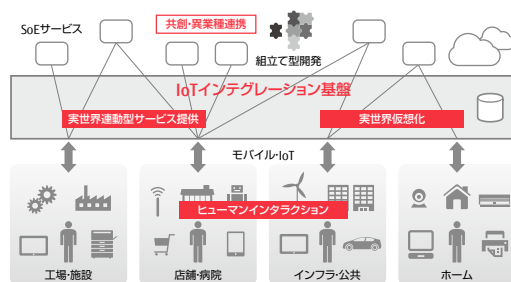 SoEサービス
共創・異業種連携
組立て型開発
IoTインテグレーション基盤
実世界連動型サービス提供
実世界仮想化
モバイル・IoT
ヒューマンインタラクション
工場・施設
店舗・病院
インフラ・公共
ホーム